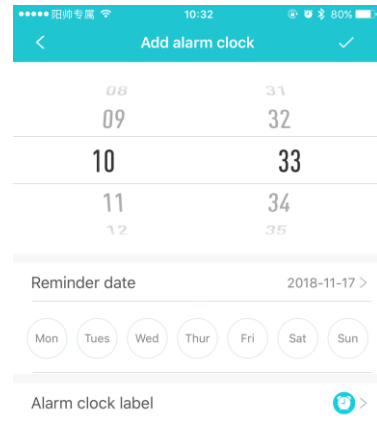 阳帅专属 10:32 80%
Add alarm clock
08 31
09 32
10 33
11 34
12 35
Reminder date 2018-11-17
Mon Tues Wed Thur Fri Sat Sun
Alarm clock label